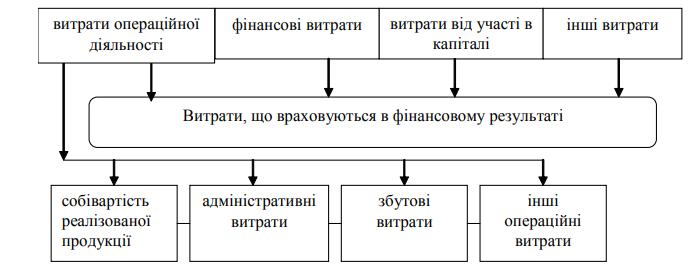 витрати операційної
діяльності
фінансові витрати
витрати від участі в
капіталі
інші витрати
Витрати, що враховуються в фінансовому результаті
собівартість
реалізованої
продукції
адміністративні
витрати
збутові
витрати
інші
операційні
витрати